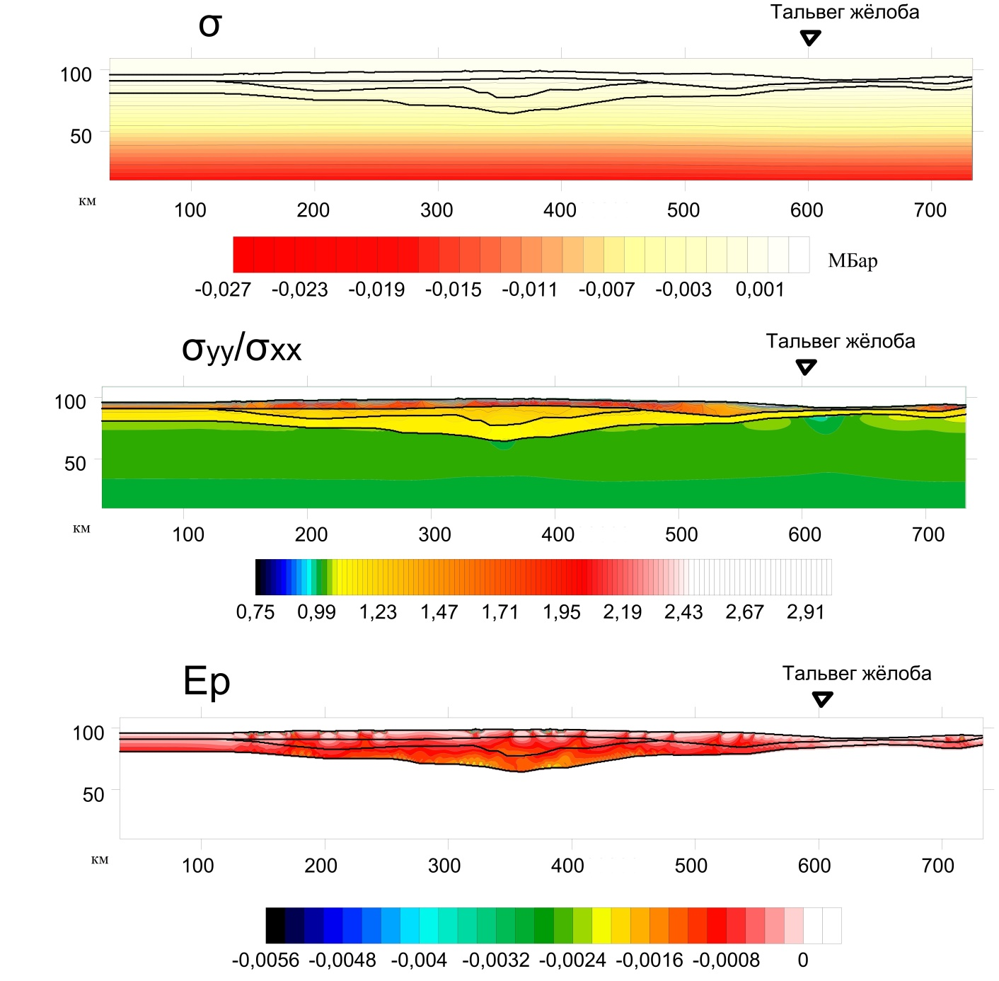 σ
Тальвег жёлоба
100
50
км
100 200 300 400 500 600 700
МБар
-0,027 -0,023 -0,019 -0,015 -0,011 -0,007 -0,003 0,001
σyy/σxx
Тальвег жёлоба
100
50
км
100 200 300 400 500 600 700
0,75 0,99 1,23 1,47 1,71 1,95 2,19 2,43 2,67 2,91
Ep
Тальвег жёлоба
100
50
км
100 200 300 400 500 600 700
-0,0056 -0,0048 -0,004 -0,0032 -0,0024 -0,0016 -0,0008 0